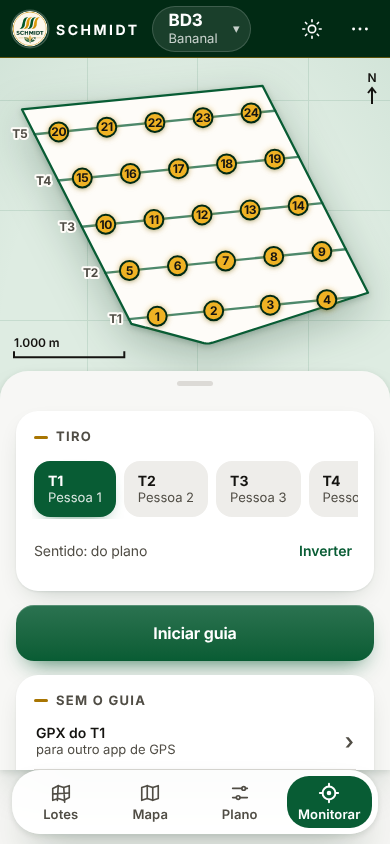 SCHMIDT
SCHMIDT
BD3
Bananal
N
T5
20
21
22
23
24
T4
15
16
17
18
19
T3
10
11
12
13
14
T2
5
6
7
8
9
T1
1
2
3
4
1.000 m
TIRO
T1
Pessoa 1
T2
Pessoa 2
T3
Pessoa 3
T4
Pesso
Sentido: do plano
Inverter
Iniciar guia
SEM O GUIA
GPX do T1
para outro app de GPS
Lotes
Mapa
Plano
Monitorar